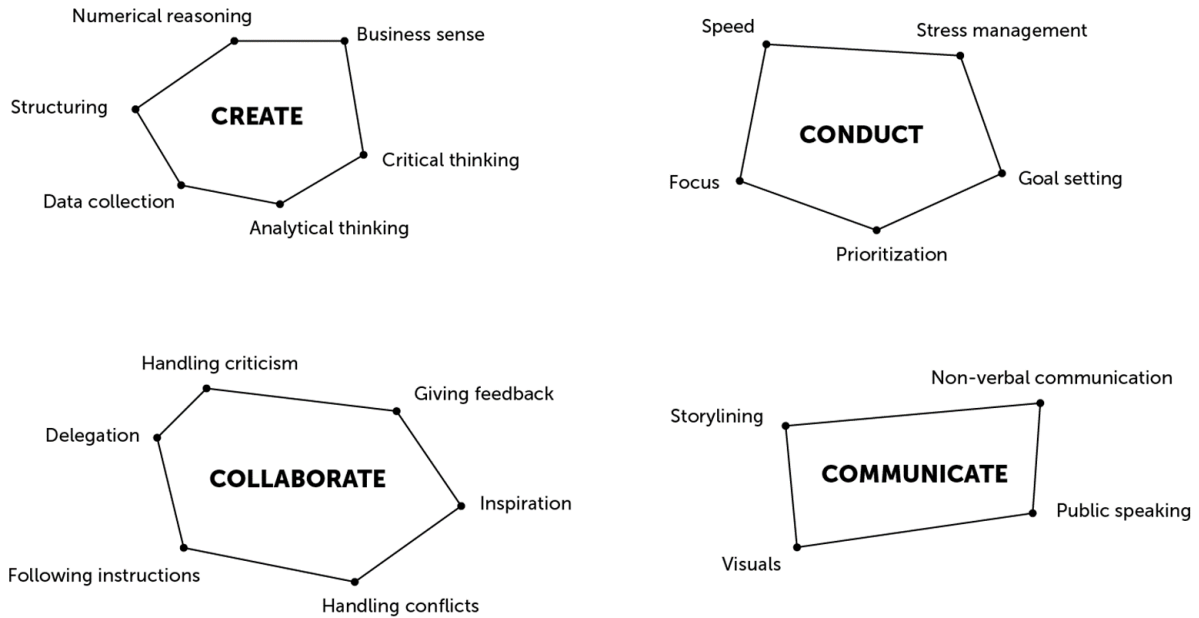 Numerical reasoning
Business sense
Structuring
CREATE
Critical thinking
Data collection
Analytical thinking
Speed
Stress management
CONDUCT
Focus
Goal setting
Prioritization
Handling criticism
Giving feedback
Delegation
COLLABORATE
Inspiration
Following instructions
Handling conflicts
Non-verbal communication
Storylining
COMMUNICATE
Public speaking
Visuals